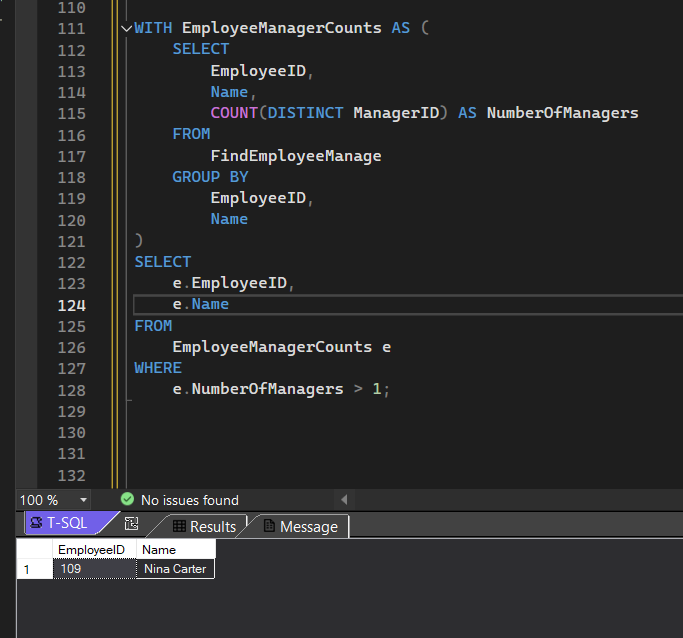 110
111 WITH EmployeeManagerCounts AS (
112 SELECT
113 EmployeeID,
114 Name,
115 COUNT(DISTINCT ManagerID) AS NumberOfManagers
116 FROM
117 FindEmployeeManage
118 GROUP BY
119 EmployeeID,
120 Name
121 )
122 SELECT
123 e.EmployeeID,
124 e.Name
125 FROM
126 EmployeeManagerCounts e
127 WHERE
128 e.NumberOfManagers > 1;
129
130
131
132
100 % No issues found
T-SQL Results Message
EmployeeID Name
1 109 Nina Carter